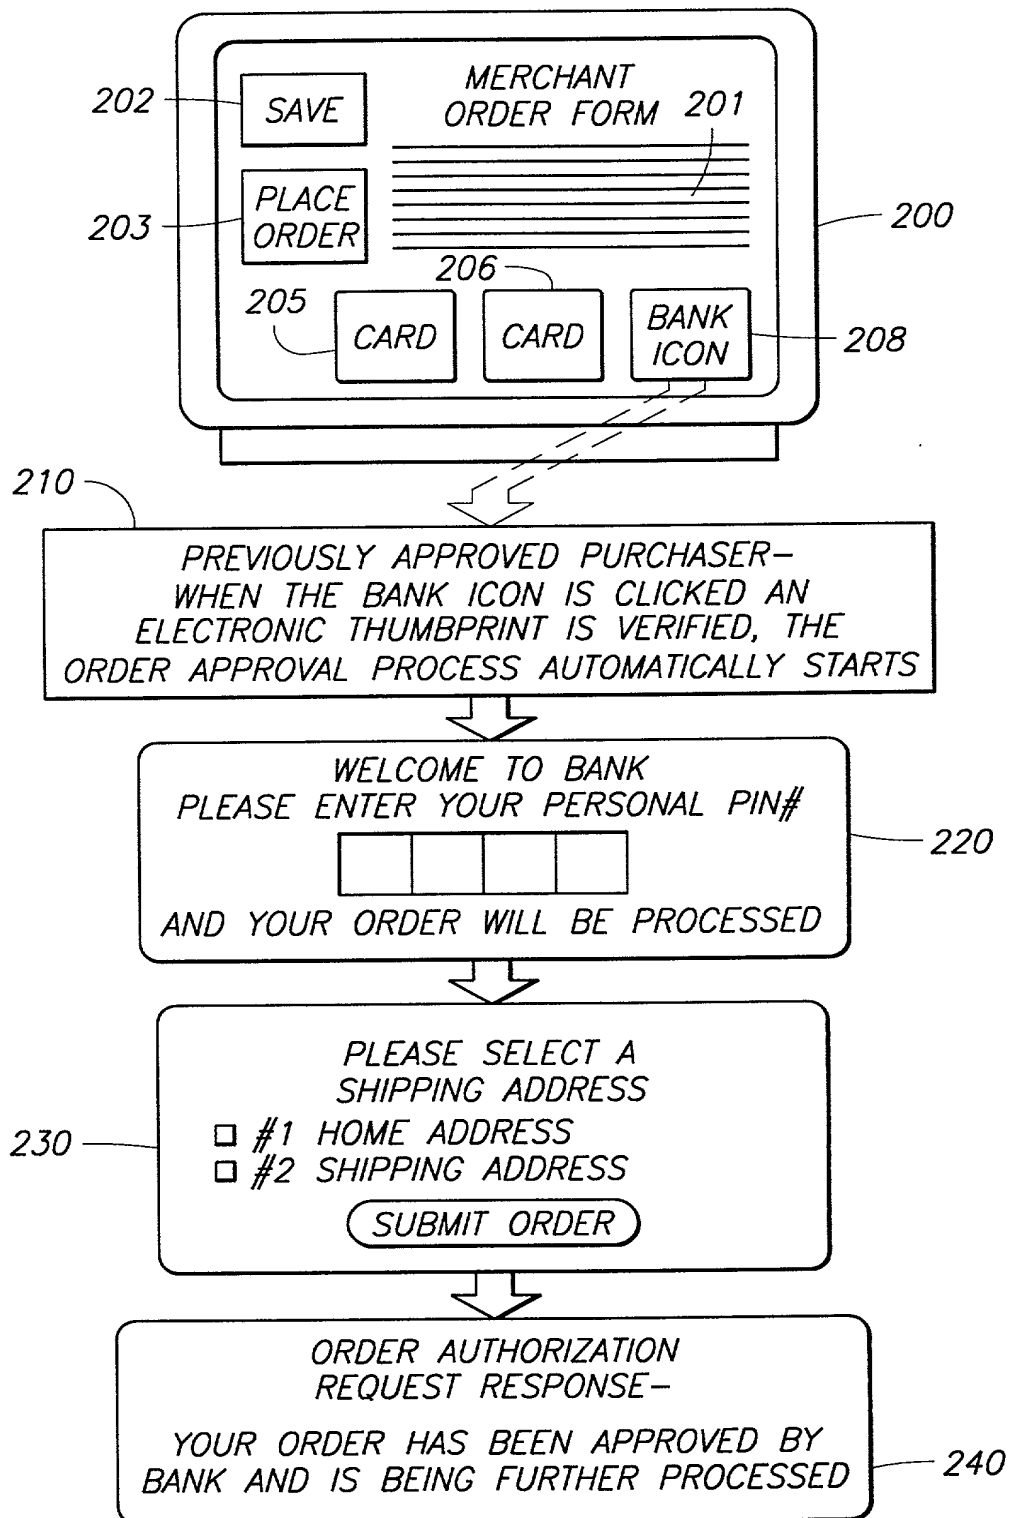 MERCHANT
ORDER FORM
201
202
SAVE
203
PLACE
ORDER
200
206
205
CARD
CARD
BANK
ICON
208
210
PREVIOUSLY APPROVED PURCHASER–
WHEN THE BANK ICON IS CLICKED AN
ELECTRONIC THUMBPRINT IS VERIFIED, THE
ORDER APPROVAL PROCESS AUTOMATICALLY STARTS
WELCOME TO BANK
PLEASE ENTER YOUR PERSONAL PIN#
220
AND YOUR ORDER WILL BE PROCESSED
PLEASE SELECT A
SHIPPING ADDRESS
230
#1 HOME ADDRESS
#2 SHIPPING ADDRESS
SUBMIT ORDER
ORDER AUTHORIZATION
REQUEST RESPONSE–
YOUR ORDER HAS BEEN APPROVED BY
BANK AND IS BEING FURTHER PROCESSED
240